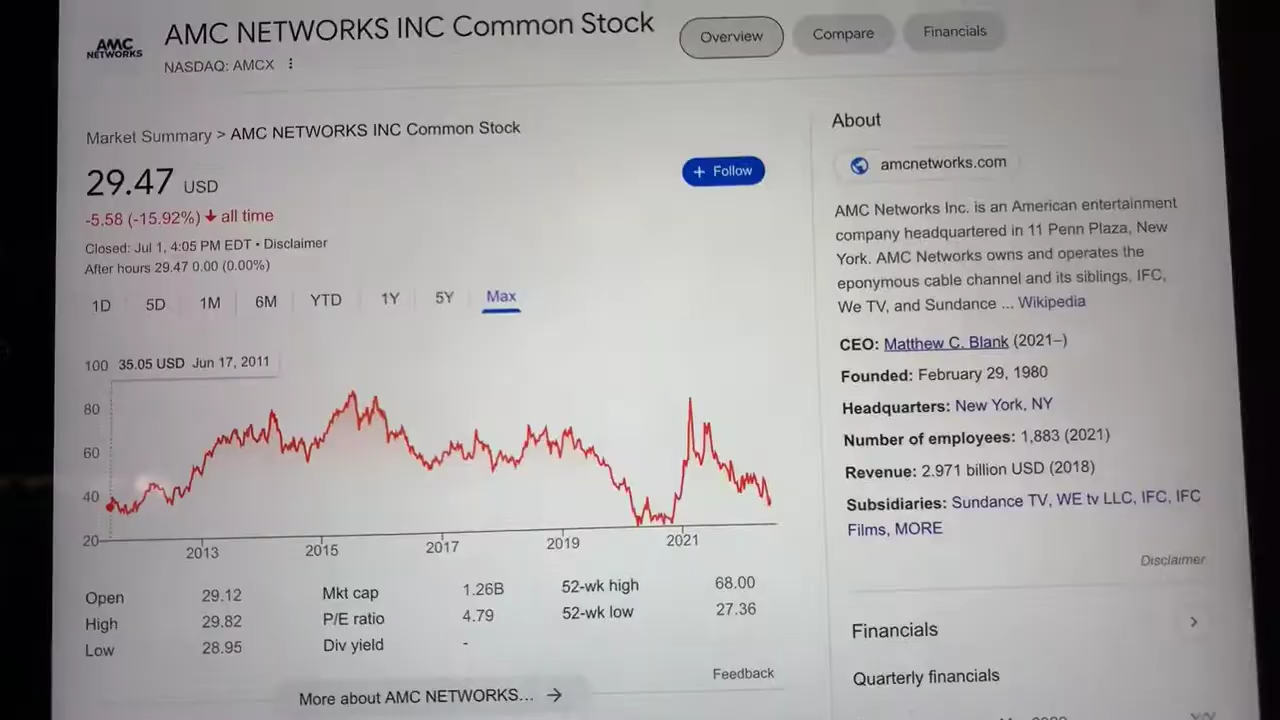 AMC NETWORKS
AMC NETWORKS INC Common Stock
NASDAQ: AMCX
Overview
Compare
Financials
Market Summary > AMC NETWORKS INC Common Stock
29.47 USD
+ Follow
-5.58 (-15.92%) all time
Closed: Jul 1, 4:05 PM EDT • Disclaimer
After hours 29.47 0.00 (0.00%)
1D 5D 1M 6M YTD 1Y 5Y Max
100 35.05 USD Jun 17, 2011
80
60
40
20
2013 2015 2017 2019 2021
Open 29.12 Mkt cap 1.26B 52-wk high 68.00
High 29.82 P/E ratio 4.79 52-wk low 27.36
Low 28.95 Div yield -
Feedback
More about AMC NETWORKS...
About
amcnetworks.com
AMC Networks Inc. is an American entertainment
company headquartered in 11 Penn Plaza, New
York. AMC Networks owns and operates the
eponymous cable channel and its siblings, IFC,
We TV, and Sundance ... Wikipedia
CEO: Matthew C. Blank (2021–)
Founded: February 29, 1980
Headquarters: New York, NY
Number of employees: 1,883 (2021)
Revenue: 2.971 billion USD (2018)
Subsidiaries: Sundance TV, WE tv LLC, IFC, IFC
Films, MORE
Disclaimer
Financials
Quarterly financials